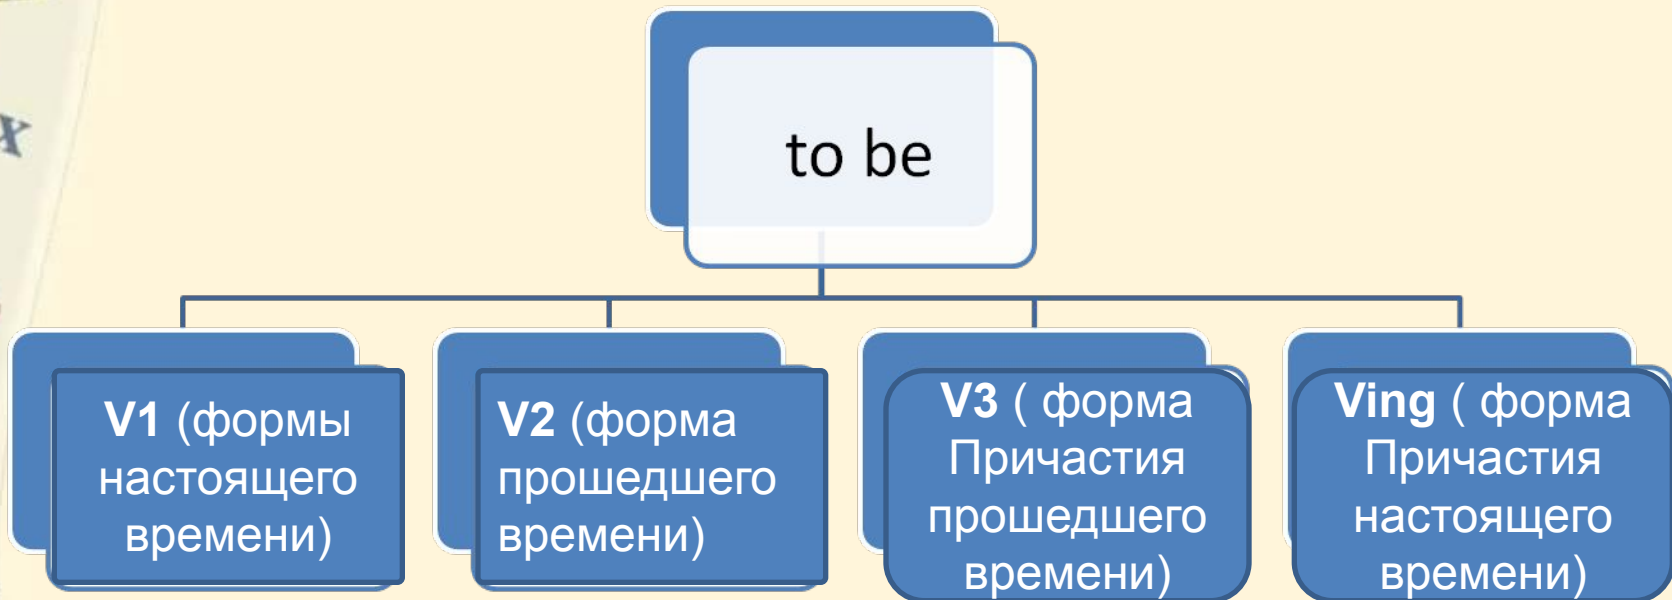 x
to be
V1 (формы
настоящего
времени)
V2 (форма
прошедшего
времени)
V3 ( форма
Причастия
прошедшего
времени)
Ving ( форма
Причастия
настоящего
времени)